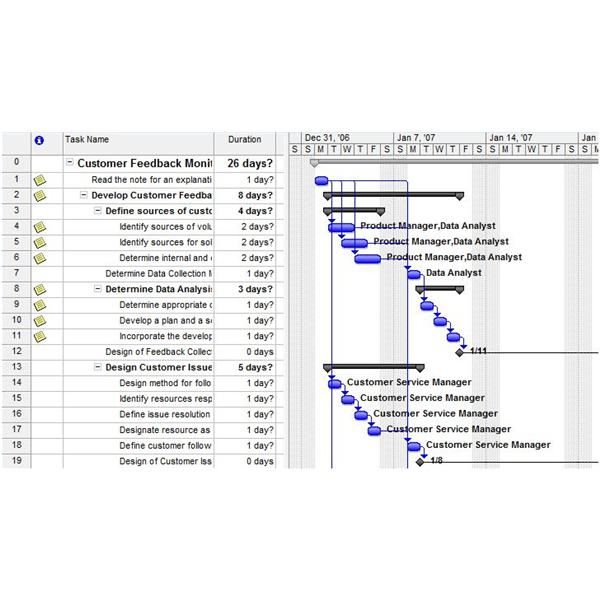 Task Name Duration Dec 31, '06 Jan 7, '07 Jan 14, '07 Jan
S S M T W T F S S M T W T F S S M T W T F S S
0 Customer Feedback Monit 26 days?
1 Read the note for an explanati 1 day?
2 Develop Customer Feedba 8 days?
3 Define sources of custo 4 days?
4 Identify sources of volu 2 days? Product Manager,Data Analyst
5 Identify sources for sol 2 days? Product Manager,Data Analyst
6 Determine internal and 2 days? Product Manager,Data Analyst
7 Determine Data Collection M 1 day? Data Analyst
8 Determine Data Analysis 3 days?
9 Determine appropriate c 1 day?
10 Develop a plan and a s 1 day?
11 Incorporate the develop 1 day?
12 Design of Feedback Collec 0 days 1/11
13 Design Customer Issue 5 days?
14 Design method for follo 1 day? Customer Service Manager
15 Identify resources resp 1 day? Customer Service Manager
16 Define issue resolution 1 day? Customer Service Manager
17 Designate resource as 1 day? Customer Service Manager
18 Define customer follow 1 day? Customer Service Manager
19 Design of Customer Iss 0 days 1/8